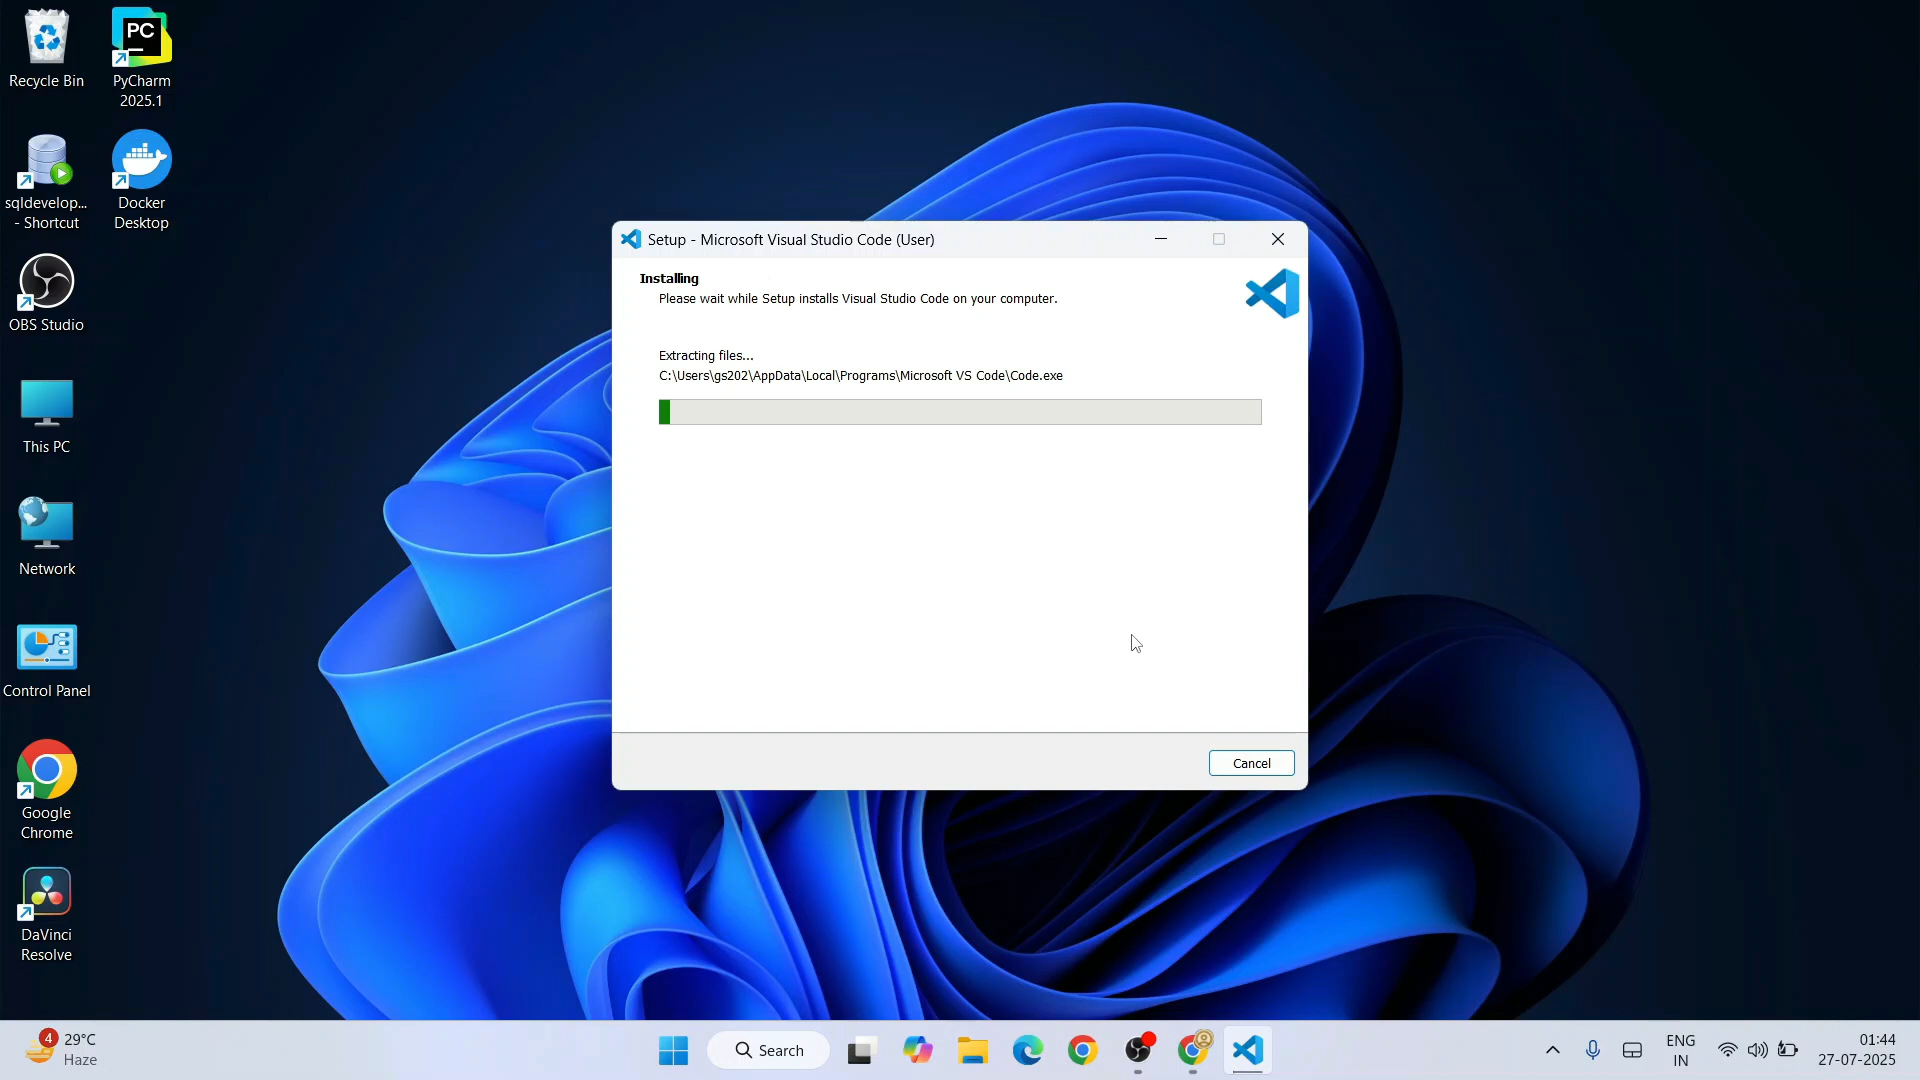 Recycle Bin
PC
PyCharm
2025.1
sqldevelop...
- Shortcut
Docker
Desktop
OBS Studio
This PC
Network
Control Panel
Google
Chrome
DaVinci
Resolve
Setup - Microsoft Visual Studio Code (User)
Installing
Please wait while Setup installs Visual Studio Code on your computer.
Extracting files...
C:\Users\gs202\AppData\Local\Programs\Microsoft VS Code\Code.exe
Cancel
4
29°C
Haze
Search
ENG
IN
01:44
27-07-2025